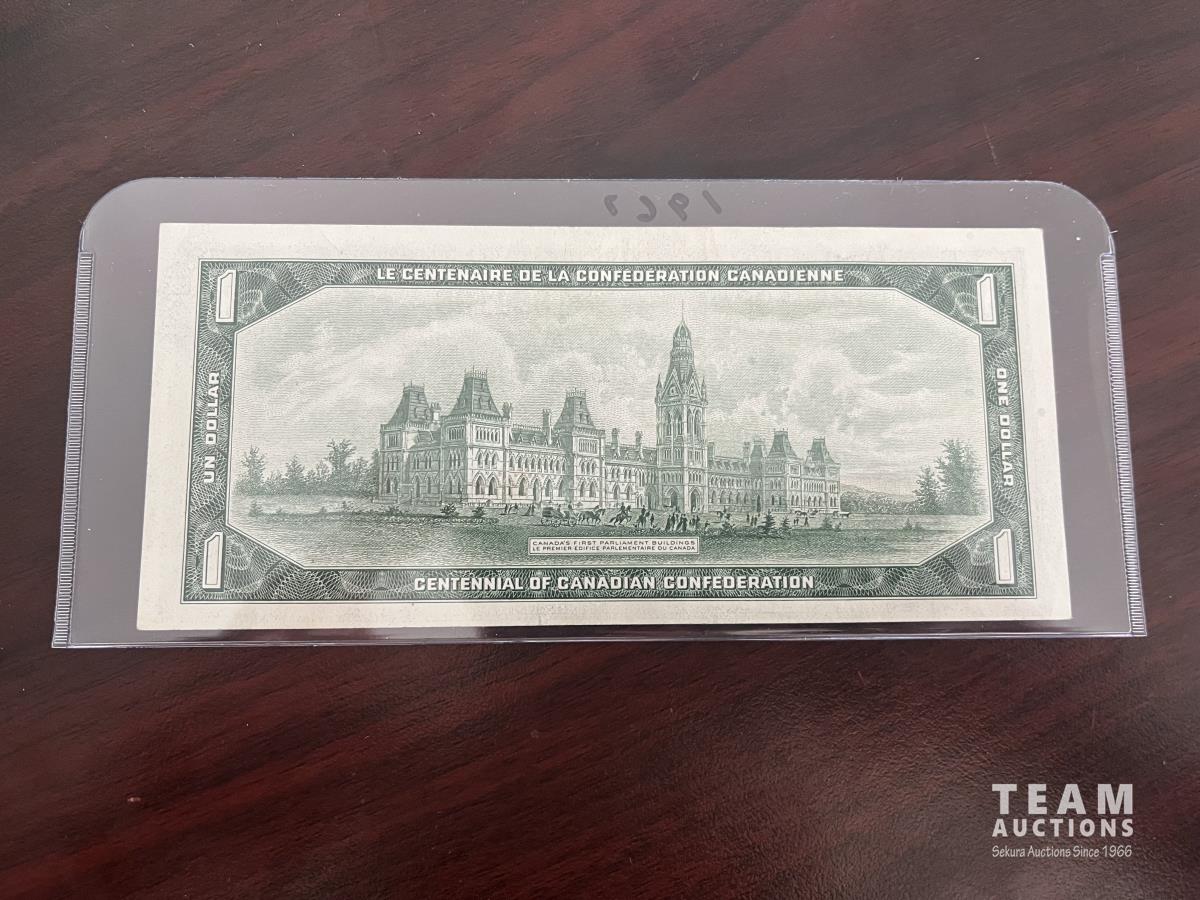 1967
LE CENTENAIRE DE LA CONFEDERATION CANADIENNE
1
1
UN DOLLAR
ONE DOLLAR
CANADA'S FIRST PARLIAMENT BUILDINGS
LE PREMIER EDIFICE PARLEMENTAIRE DU CANADA
1
1
CENTENNIAL OF CANADIAN CONFEDERATION
TEAM
AUCTIONS
Sekura Auctions Since 1966